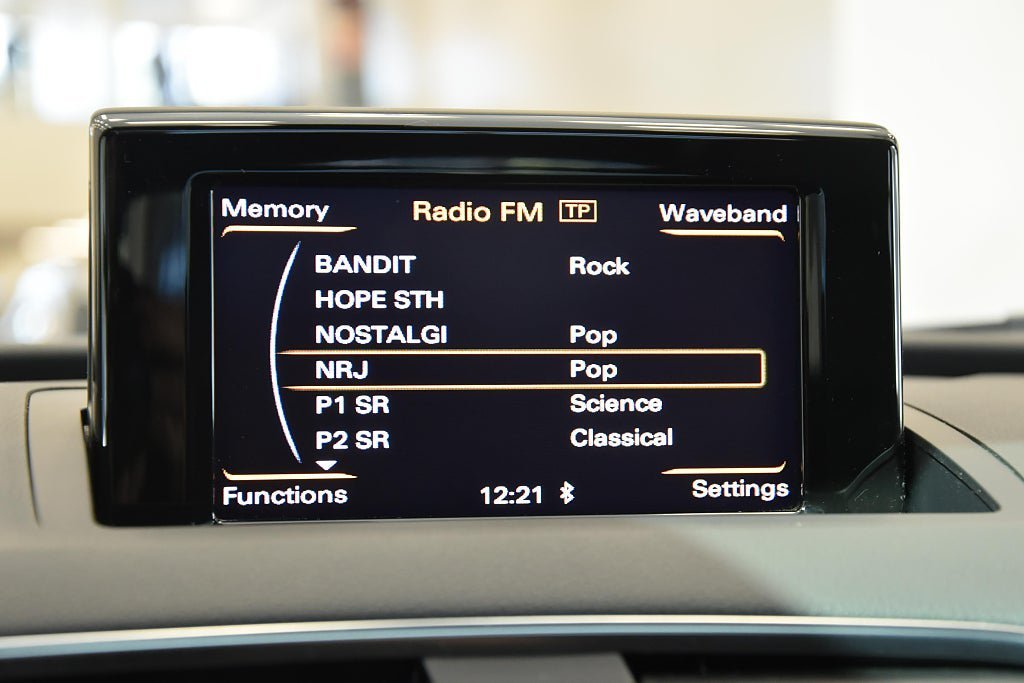 Memory Radio FM TP Waveband
BANDIT Rock
HOPE STH
NOSTALGI Pop
NRJ Pop
P1 SR Science
P2 SR Classical
Functions 12:21 Settings